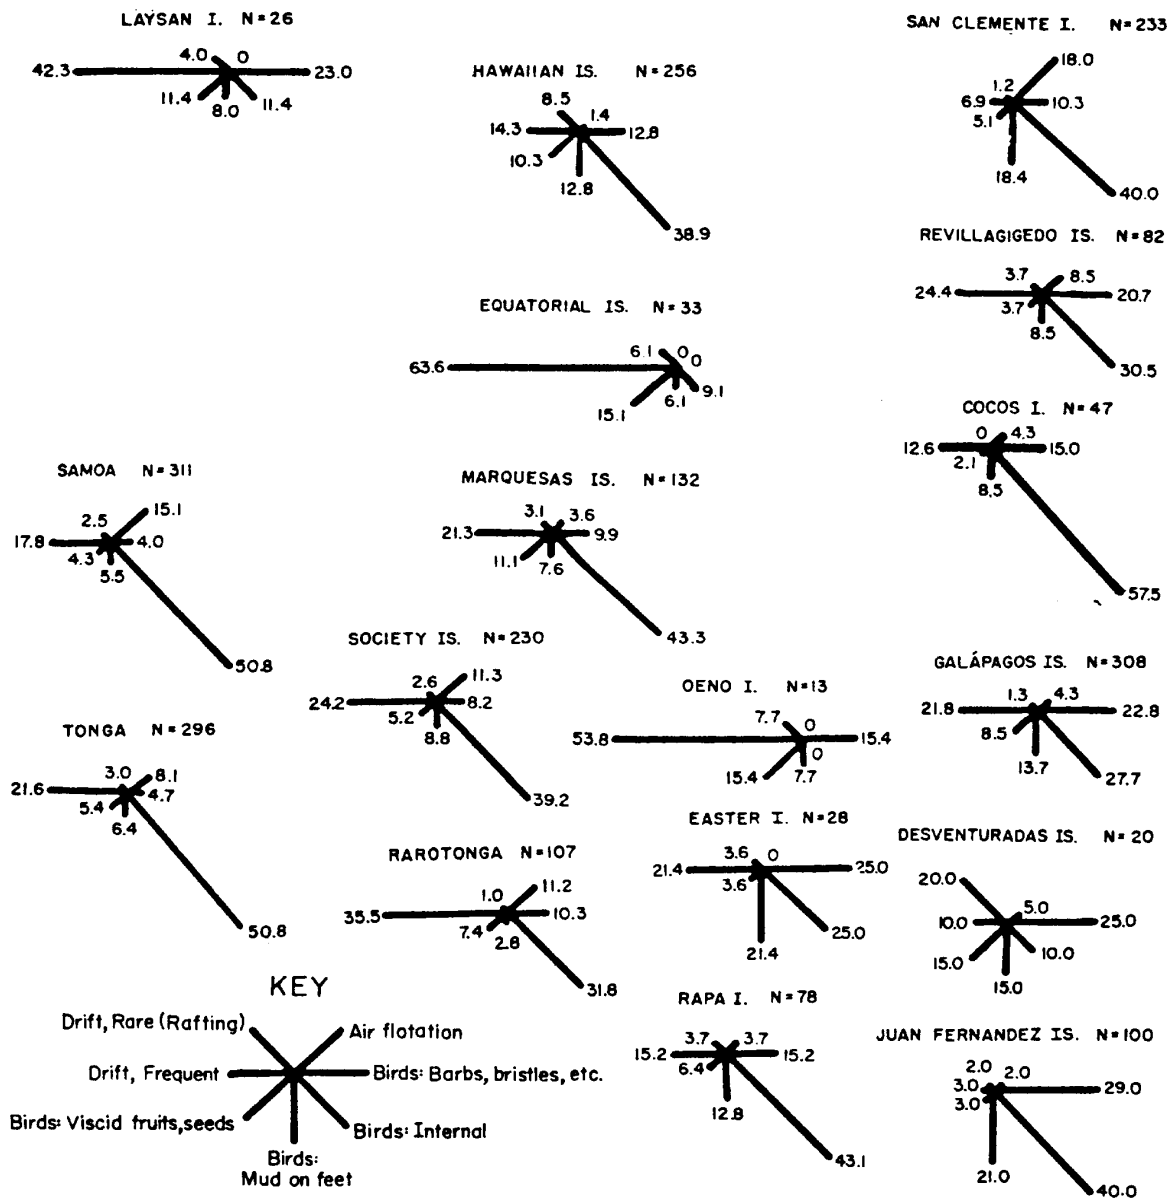 LAYSAN I. N=26
4.0 0
42.3 23.0
11.4 8.0 11.4
HAWAIIAN IS. N=256
8.5 1.4
14.3 12.8
10.3
12.8
38.9
SAN CLEMENTE I. N=233
18.0
1.2
6.9 10.3
5.1
18.4
40.0
REVILLAGIGEDO IS. N=82
3.7 8.5
24.4 20.7
3.7
8.5
30.5
EQUATORIAL IS. N=33
6.1 0 0
63.6
9.1
15.1 6.1
COCOS I. N=47
0 4.3
12.6 15.0
2.1
8.5
57.5
SAMOA N=311
15.1
2.5
17.8 4.0
4.3
5.5
50.8
MARQUESAS IS. N=132
3.1 3.6
21.3 9.9
11.1 7.6
43.3
SOCIETY IS. N=230
2.6 11.3
24.2 8.2
5.2
8.8
39.2
OENO I. N=13
7.7 0
53.8 15.4
0
15.4 7.7
GALÁPAGOS IS. N=308
1.3 4.3
21.8 22.8
8.5
13.7
27.7
TONGA N=296
3.0 8.1
21.6 4.7
5.4
6.4
50.8
RAROTONGA N=107
1.0 11.2
35.5 10.3
7.4 2.8
31.8
EASTER I. N=28
3.6 0
21.4 25.0
3.6
25.0
21.4
DESVENTURADAS IS. N=20
20.0
5.0
10.0 25.0
15.0 10.0
15.0
RAPA I. N=78
3.7 3.7
15.2 15.2
6.4
12.8
43.1
JUAN FERNANDEZ IS. N=100
2.0 2.0
3.0 29.0
3.0
21.0
40.0
KEY
Drift, Rare (Rafting)
Air flotation
Drift, Frequent
Birds: Barbs, bristles, etc.
Birds: Viscid fruits,seeds
Birds: Internal
Birds:
Mud on feet